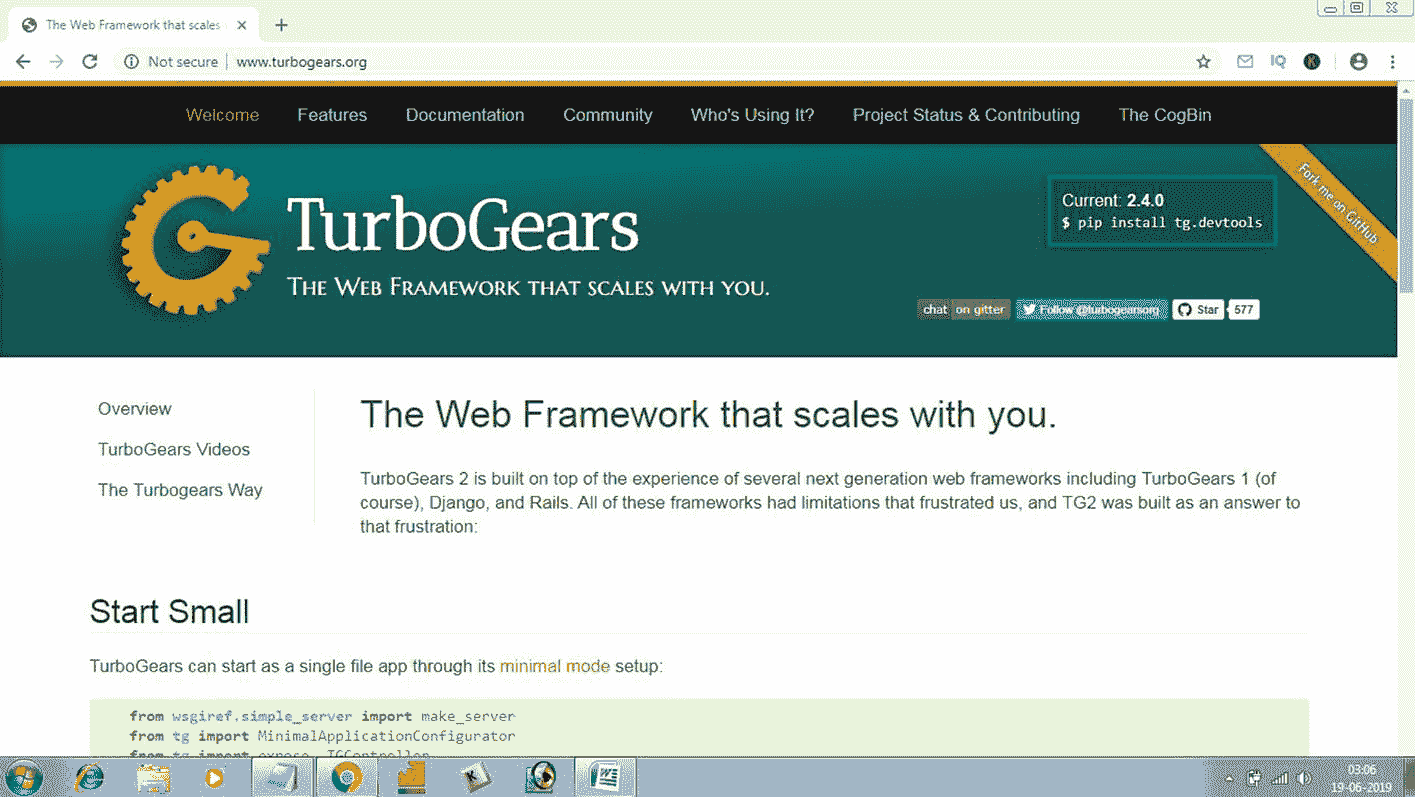 The Web Framework that scales
Not secure
www.turbogears.org
IQ
K
Welcome
Features
Documentation
Community
Who's Using It?
Project Status & Contributing
The CogBin
TurboGears
The Web Framework that scales with you.
Current: 2.4.0
$ pip install tg.devtools
Fork me on GitHub
chat on gitter
Follow @turbogearsorg
Star
577
Overview
TurboGears Videos
The Turbogears Way
The Web Framework that scales with you.
TurboGears 2 is built on top of the experience of several next generation web frameworks including TurboGears 1 (of
course), Django, and Rails. All of these frameworks had limitations that frustrated us, and TG2 was built as an answer to
that frustration:
Start Small
TurboGears can start as a single file app through its minimal mode setup:
from wsgiref.simple_server import make_server
from tg import MinimalApplicationConfigurator
from tg import expose, TGController
03:06
19-06-2019